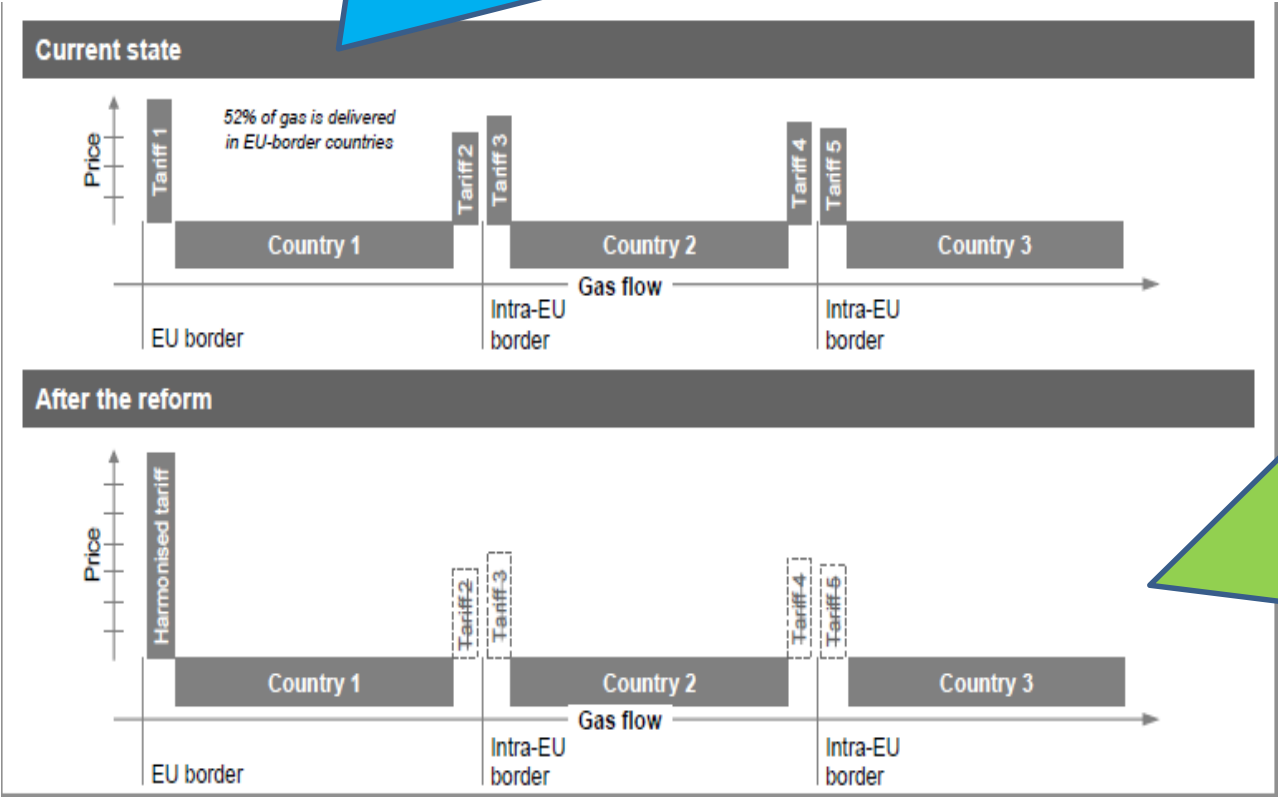 Current state
Price
Tariff 1
52% of gas is delivered
in EU-border countries
Tariff 2
Tariff 3
Tariff 4
Tariff 5
Country 1
Country 2
Country 3
Gas flow
EU border
Intra-EU
border
Intra-EU
border
After the reform
Price
Harmonised tariff
Tariff 2
Tariff 3
Tariff 4
Tariff 5
Country 1
Country 2
Country 3
Gas flow
EU border
Intra-EU
border
Intra-EU
border